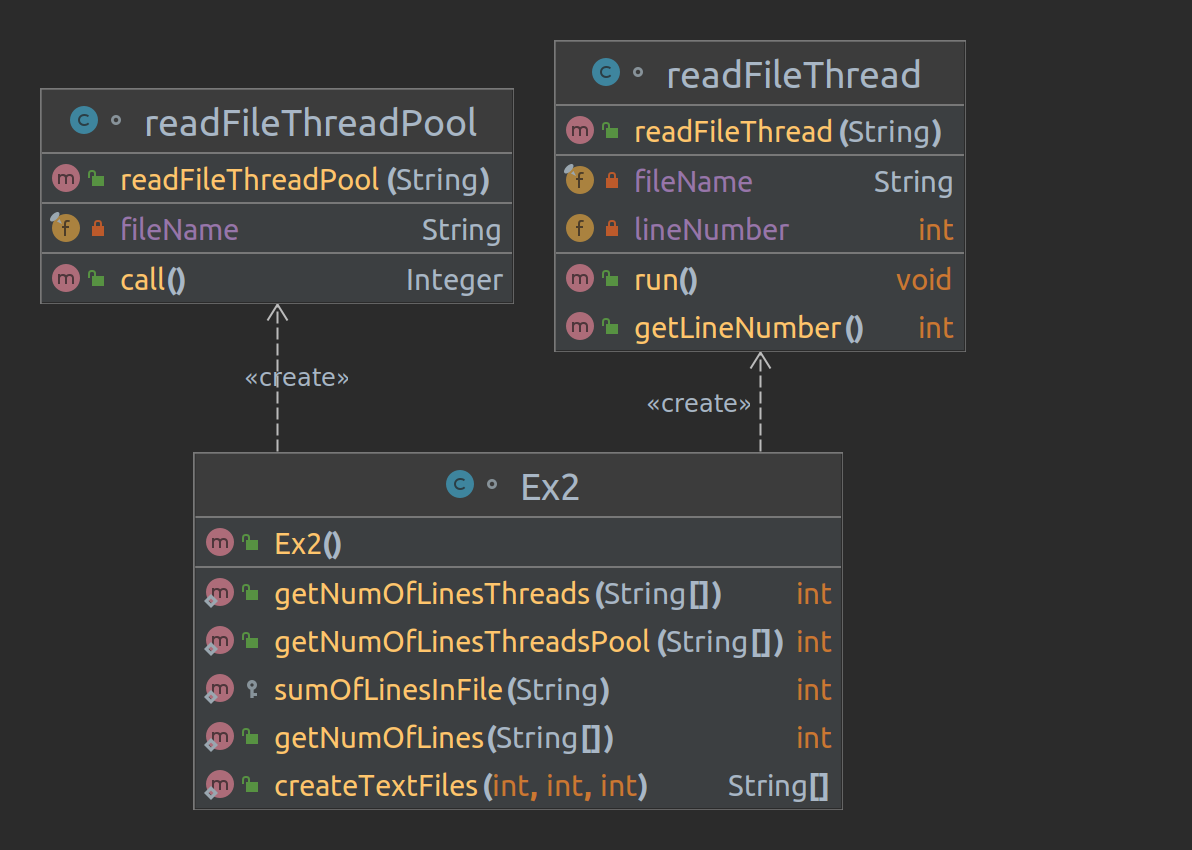 readFileThreadPool
readFileThreadPool(String)
fileName String
call() Integer
readFileThread
readFileThread(String)
fileName String
lineNumber int
run() void
getLineNumber() int
«create»
«create»
Ex2
Ex2()
getNumOfLinesThreads(String[]) int
getNumOfLinesThreadsPool(String[]) int
sumOfLinesInFile(String) int
getNumOfLines(String[]) int
createTextFiles(int, int, int) String[]